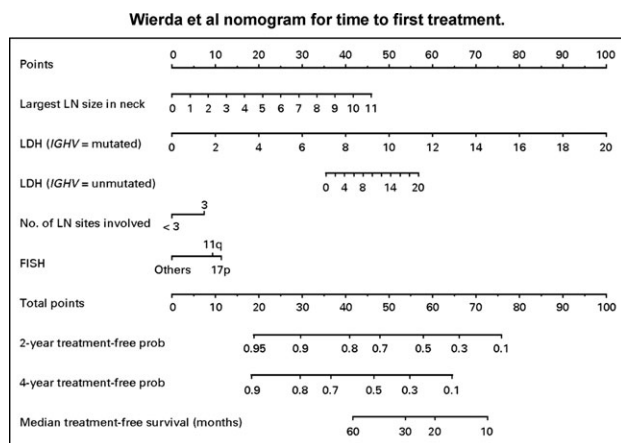 Wierda et al nomogram for time to first treatment.
Points 0 10 20 30 40 50 60 70 80 90 100
Largest LN size in neck 0 1 2 3 4 5 6 7 8 9 10 11
LDH (IGHV = mutated) 0 2 4 6 8 10 12 14 16 18 20
LDH (IGHV = unmutated) 0 4 8 14 20
3
No. of LN sites involved
< 3
11q
FISH
Others 17p
Total points 0 10 20 30 40 50 60 70 80 90 100
2-year treatment-free prob 0.95 0.9 0.8 0.7 0.5 0.3 0.1
4-year treatment-free prob 0.9 0.8 0.7 0.5 0.3 0.1
Median treatment-free survival (months) 60 30 20 10